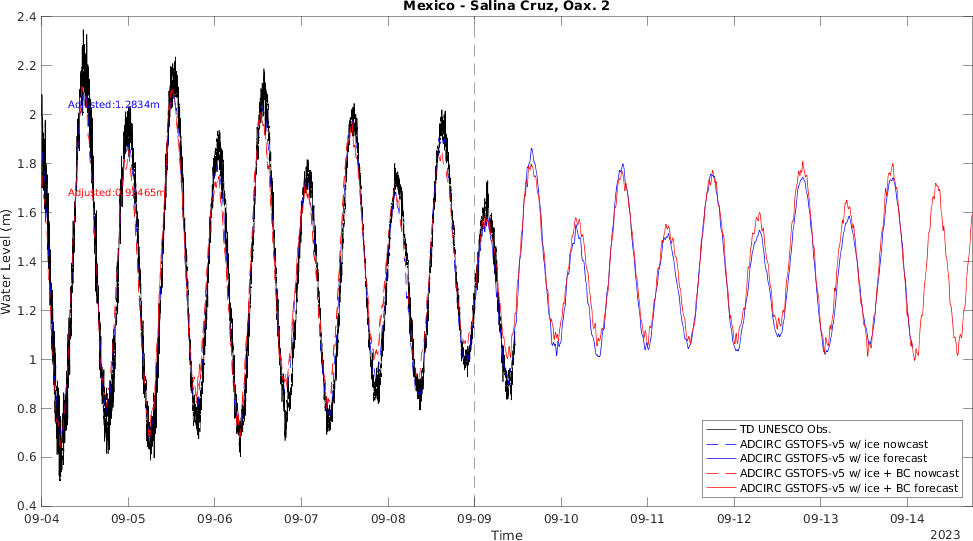 Mexico - Salina Cruz, Oax. 2
2.4
2.2
2
1.8
1.6
1.4
1.2
1
0.8
0.6
0.4
Water Level (m)
Adjusted:1.2834m
Adjusted:0.95465m
TD UNESCO Obs.
ADCIRC GSTOFS-v5 w/ ice nowcast
ADCIRC GSTOFS-v5 w/ ice forecast
ADCIRC GSTOFS-v5 w/ ice + BC nowcast
ADCIRC GSTOFS-v5 w/ ice + BC forecast
09-04 09-05 09-06 09-07 09-08 09-09 09-10 09-11 09-12 09-13 09-14
Time
2023